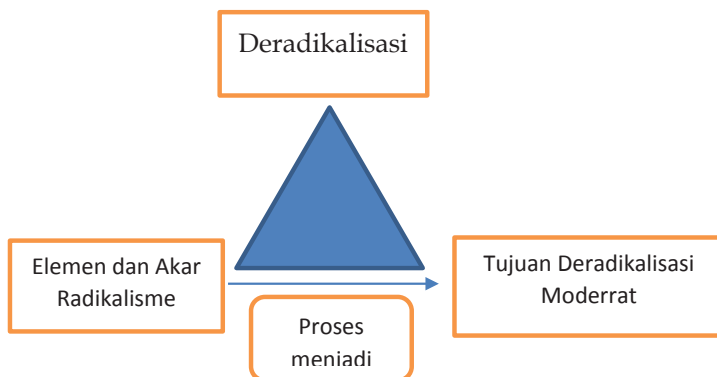 Deradikalisasi
Elemen dan Akar
Radikalisme
Tujuan Deradikalisasi
Moderrat
Proses
menjadi